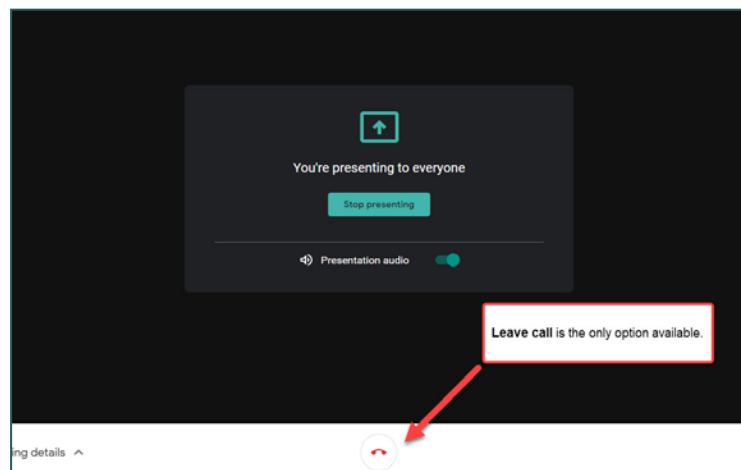 You're presenting to everyone
Stop presenting
Presentation audio
Leave call is the only option available.
ing details